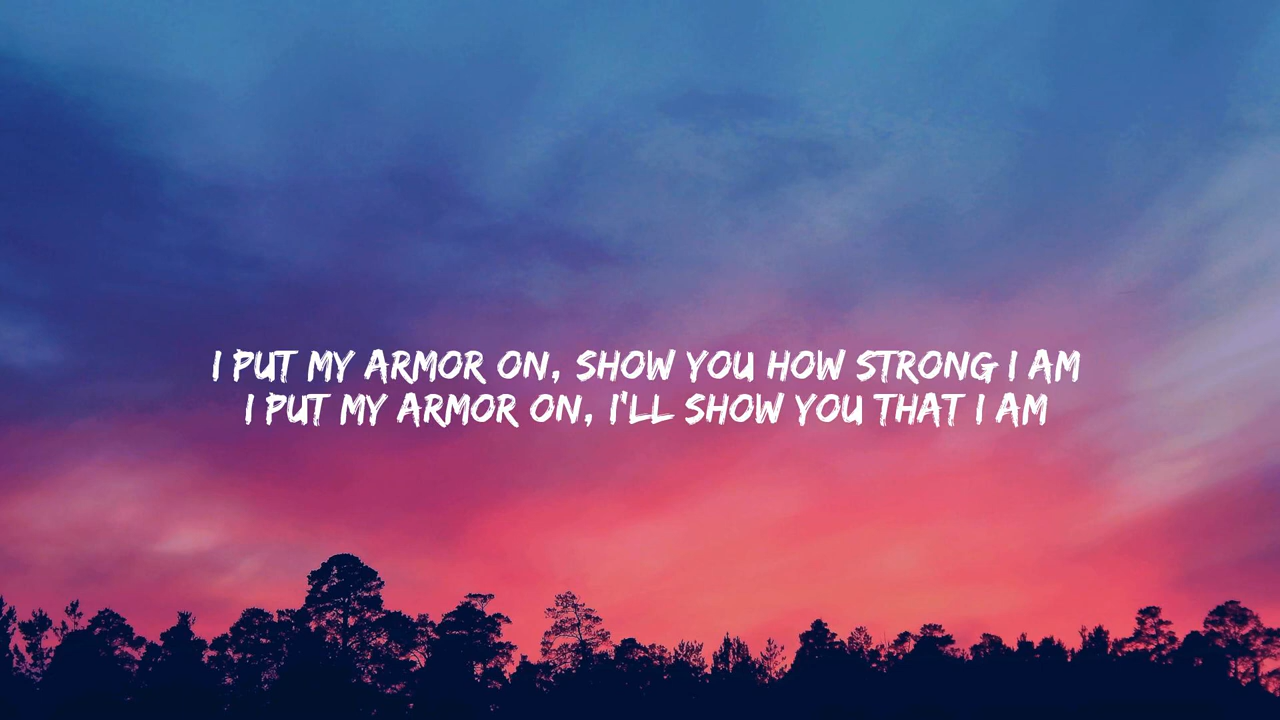 I PUT MY ARMOR ON, SHOW YOU HOW STRONG I AM
I PUT MY ARMOR ON, I'LL SHOW YOU THAT I AM